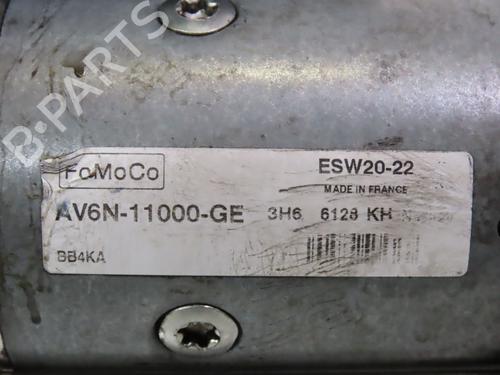 B-PARTS
FoMoCo
ESW20-22
MADE IN FRANCE
AV6N-11000-GE 3H6 6128 KH
BB4KA